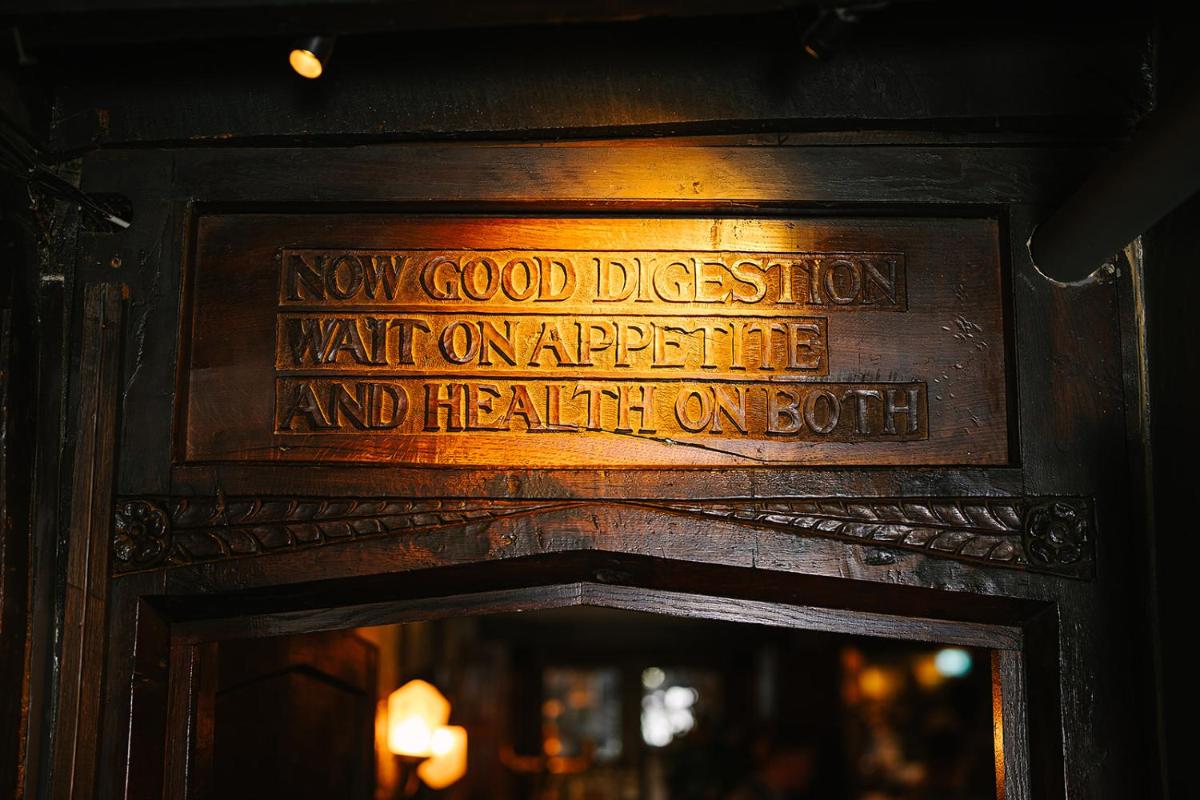 NOW GOOD DIGESTION
WAIT ON APPETITE
AND HEALTH ON BOTH